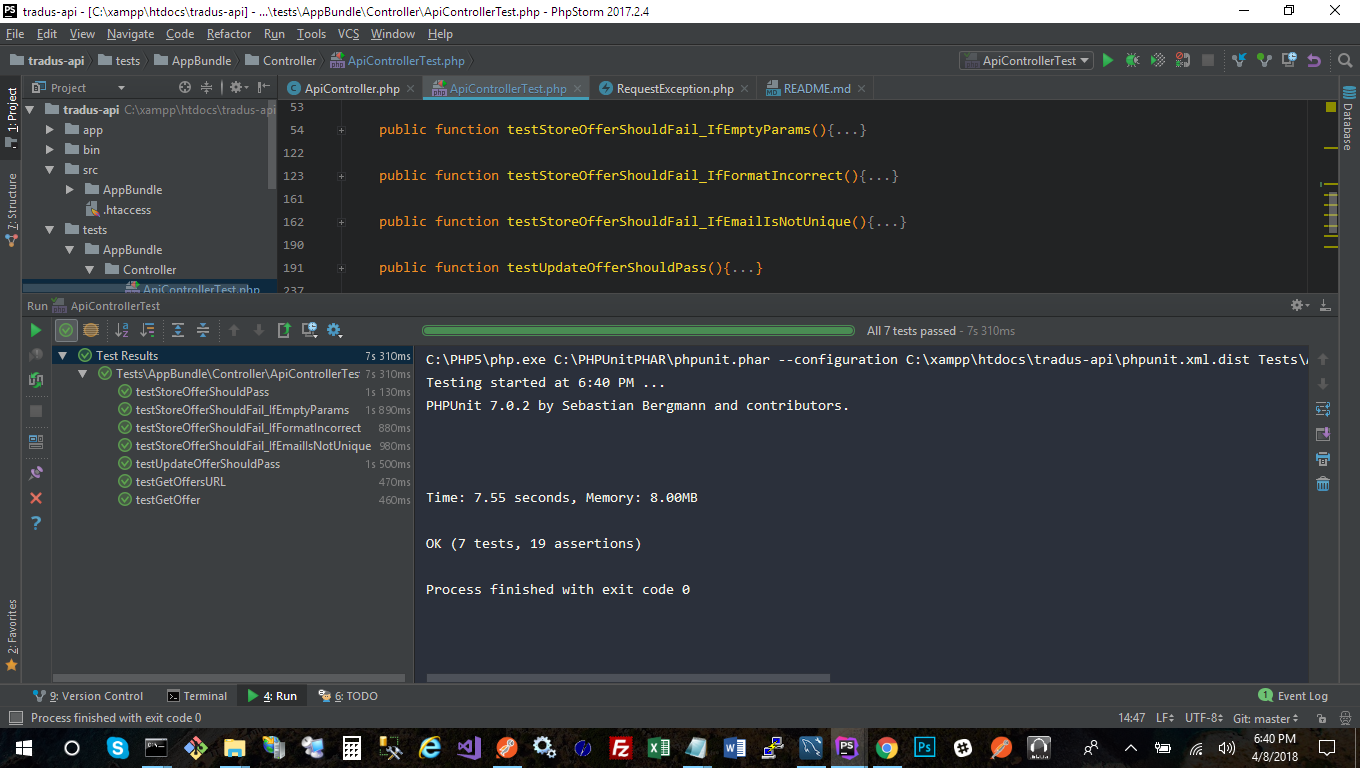 tradus-api - [C:\xampp\htdocs\tradus-api] - ...\tests\AppBundle\Controller\ApiControllerTest.php - PhpStorm 2017.2.4
File Edit View Navigate Code Refactor Run Tools VCS Window Help
tradus-api tests AppBundle Controller ApiControllerTest.php ApiControllerTest
Project ApiController.php ApiControllerTest.php RequestException.php README.md
1: Project
7: Structure
2: Favorites
Database
tradus-api C:\xampp\htdocs\tradus-api
app
bin
src
AppBundle
.htaccess
tests
AppBundle
Controller
ApiControllerTest.php
53
54 public function testStoreOfferShouldFail_IfEmptyParams(){...}
122
123 public function testStoreOfferShouldFail_IfFormatIncorrect(){...}
161
162 public function testStoreOfferShouldFail_IfEmailIsNotUnique(){...}
190
191 public function testUpdateOfferShouldPass(){...}
237
Run ApiControllerTest
All 7 tests passed - 7s 310ms
Test Results 7s 310ms
Tests\AppBundle\Controller\ApiControllerTes 7s 310ms
testStoreOfferShouldPass 1s 130ms
testStoreOfferShouldFail_IfEmptyParams 1s 890ms
testStoreOfferShouldFail_IfFormatIncorrect 880ms
testStoreOfferShouldFail_IfEmailIsNotUnique 980ms
testUpdateOfferShouldPass 1s 500ms
testGetOffersURL 470ms
testGetOffer 460ms
C:\PHP5\php.exe C:\PHPUnitPHAR\phpunit.phar --configuration C:\xampp\htdocs\tradus-api\phpunit.xml.dist Tests\
Testing started at 6:40 PM ...
PHPUnit 7.0.2 by Sebastian Bergmann and contributors.
Time: 7.55 seconds, Memory: 8.00MB
OK (7 tests, 19 assertions)
Process finished with exit code 0
9: Version Control Terminal 4: Run 6: TODO 1 Event Log
Process finished with exit code 0 14:47 LF UTF-8 Git: master
6:40 PM
4/8/2018